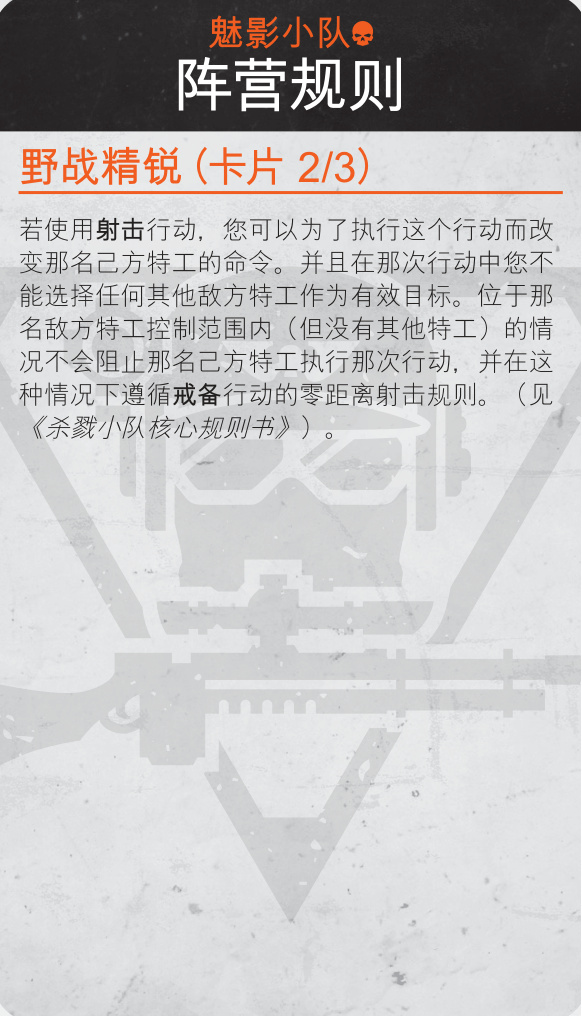 魅影小队
阵营规则
野战精锐 (卡片 2/3)
若使用射击行动，您可以为了执行这个行动而改
变那名己方特工的命令。并且在那次行动中您不
能选择任何其他敌方特工作为有效目标。位于那
名敌方特工控制范围内（但没有其他特工）的情
况不会阻止那名己方特工执行那次行动，并在这
种情况下遵循戒备行动的零距离射击规则。（见
《杀戮小队核心规则书》）。